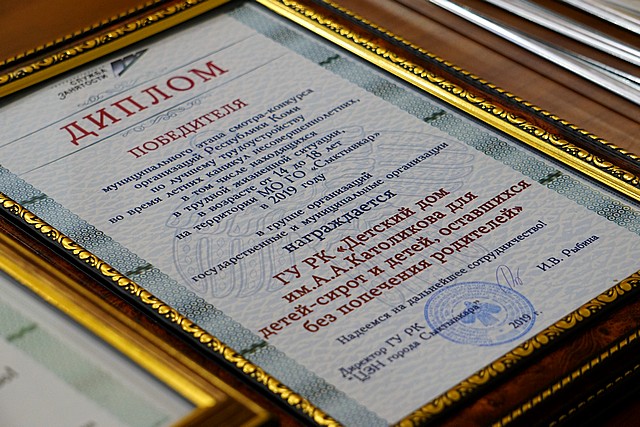 СЛУЖБА
ЗАНЯТОСТИ
ДИПЛОМ
ПОБЕДИТЕЛЯ
муниципального этапа смотра-конкурса
организаций Республики Коми
по лучшему трудоустройству
во время летних каникул несовершеннолетних,
в том числе находящихся
в трудной жизненной ситуации,
в возрасте от 14 до 18 лет
на территории МО ГО «Сыктывкар»
в 2019 году
в группе организаций
государственные и муниципальные организации
награждается
ГУ РК «Детский дом
им.А.А.Католикова для
детей-сирот и детей, оставшихся
без попечения родителей»
Надеемся на дальнейшее сотрудничество!
Директор ГУ РК
"ЦЗН города Сыктывкара"
И.В. Рыбина
2019 г.